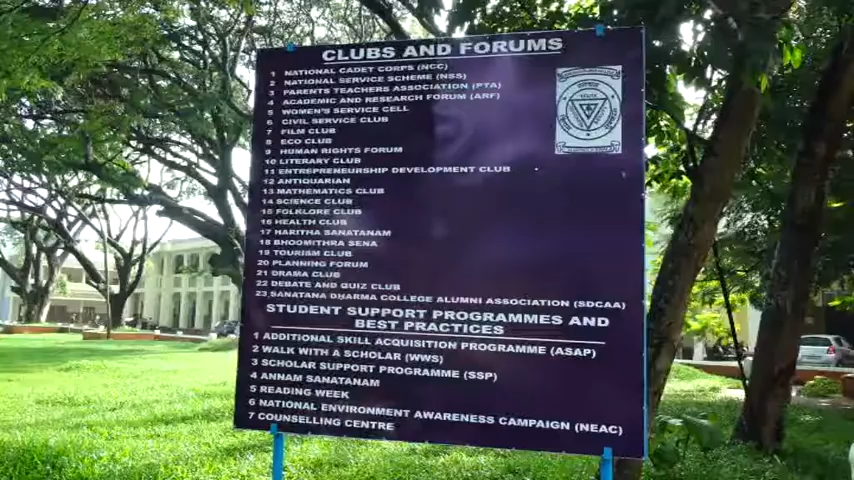 CLUBS AND FORUMS
1 NATIONAL CADET CORPS (NCC)
2 NATIONAL SERVICE SCHEME (NSS)
3 PARENTS TEACHERS ASSOCIATION (PTA)
4 ACADEMIC AND RESEARCH FORUM (ARF)
5 WOMEN'S SERVICE CELL
6 CIVIL SERVICE CLUB
7 FILM CLUB
8 ECO CLUB
9 HUMAN RIGHTS FORUM
10 LITERARY CLUB
11 ENTREPRENEURSHIP DEVELOPMENT CLUB
12 ANTIQUARIAN
13 MATHEMATICS CLUB
14 SCIENCE CLUB
15 FOLKLORE CLUB
16 HEALTH CLUB
17 HARITHA SANATANAM
18 BHOOMITHRA SENA
19 TOURISM CLUB
20 PLANNING FORUM
21 DRAMA CLUB
22 DEBATE AND QUIZ CLUB
23 SANATANA DHARMA COLLEGE ALUMNI ASSOCIATION (SDCAA)
STUDENT SUPPORT PROGRAMMES AND
BEST PRACTICES
1 ADDITIONAL SKILL ACQUISITION PROGRAMME (ASAP)
2 WALK WITH A SCHOLAR (WWS)
3 SCHOLAR SUPPORT PROGRAMME (SSP)
4 ANNAM SANATANAM
5 READING WEEK
6 NATIONAL ENVIRONMENT AWARENESS CAMPAIGN (NEAC)
7 COUNSELLING CENTRE